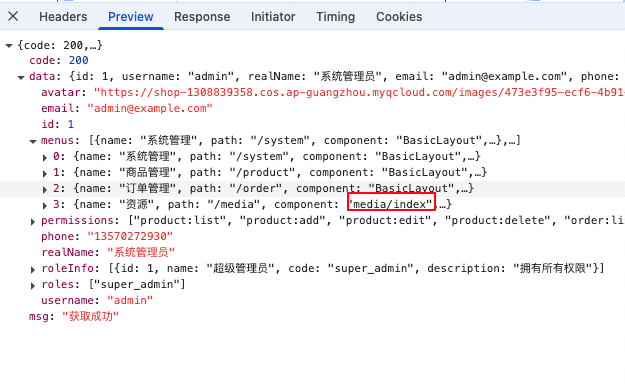 Headers Preview Response Initiator Timing Cookies
{code: 200,…}
code: 200
data: {id: 1, username: "admin", realName: "系统管理员", email: "admin@example.com", phone:
avatar: "https://shop-1308839358.cos.ap-guangzhou.myqcloud.com/images/473e3f95-ecf6-4b91-
email: "admin@example.com"
id: 1
menus: [{name: "系统管理", path: "/system", component: "BasicLayout",…},…]
0: {name: "系统管理", path: "/system", component: "BasicLayout",…}
1: {name: "商品管理", path: "/product", component: "BasicLayout",…}
2: {name: "订单管理", path: "/order", component: "BasicLayout",…}
3: {name: "资源", path: "/media", component: "media/index",…}
permissions: ["product:list", "product:add", "product:edit", "product:delete", "order:lis
phone: "13570272930"
realName: "系统管理员"
roleInfo: [{id: 1, name: "超级管理员", code: "super_admin", description: "拥有所有权限"}]
roles: ["super_admin"]
username: "admin"
msg: "获取成功"